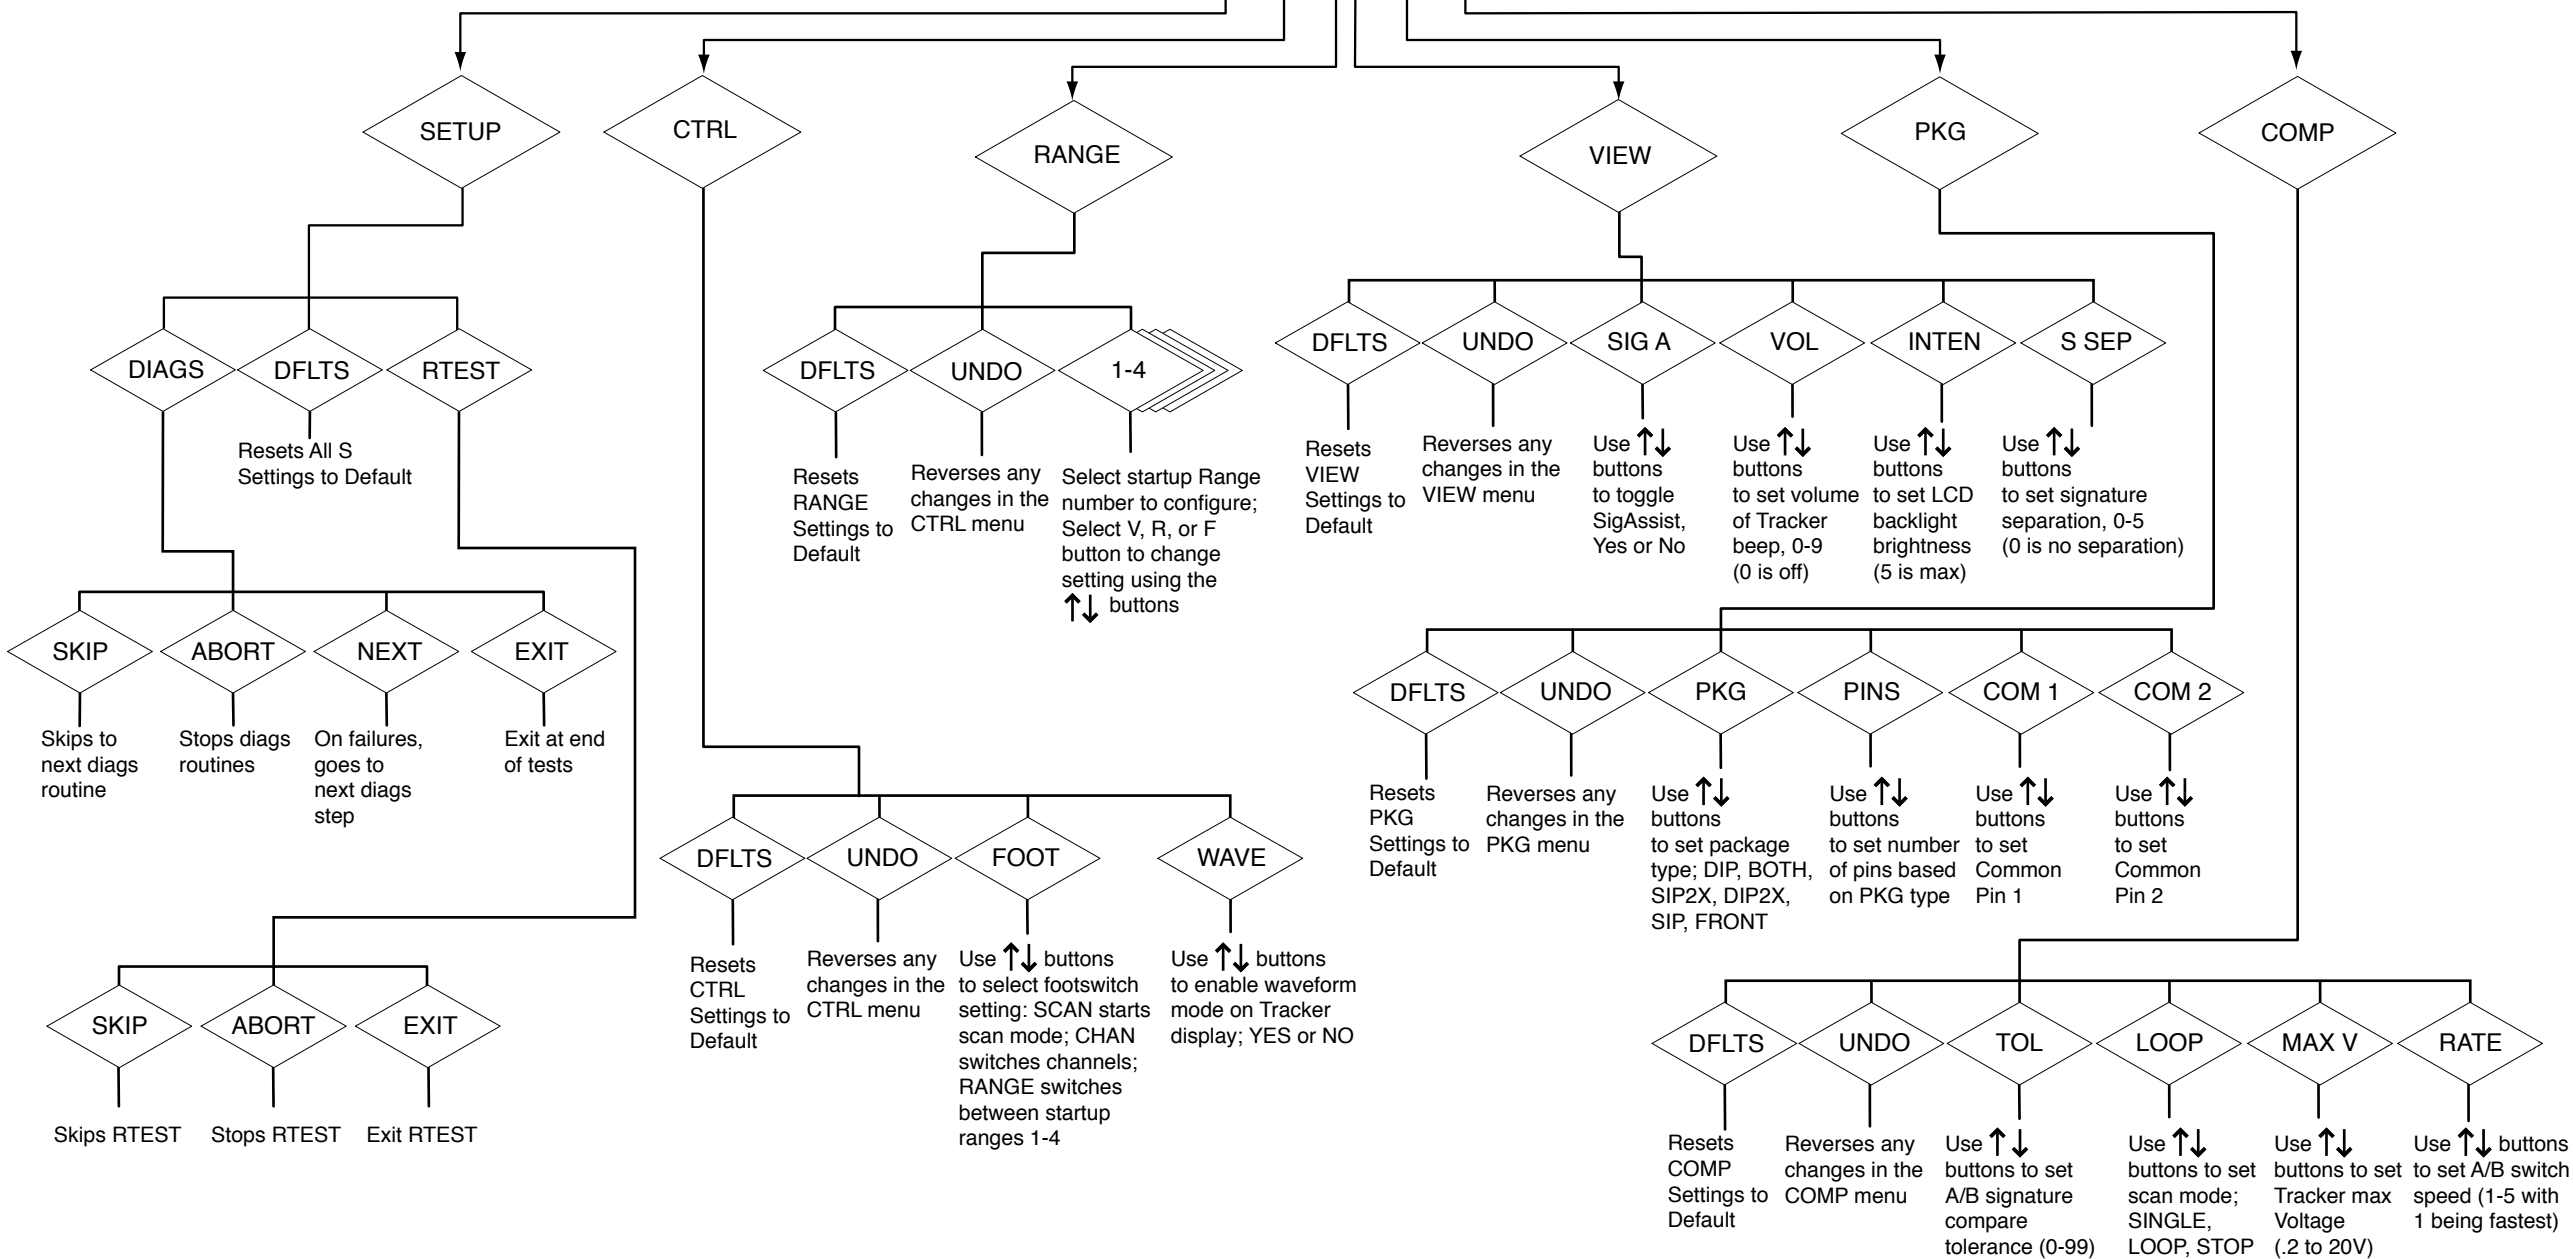 SETUP
CTRL
RANGE
VIEW
PKG
COMP
DIAGS
DFLTS
RTEST
Resets All S
Settings to Default
SKIP
ABORT
NEXT
EXIT
Skips to
next diags
routine
Stops diags
routines
On failures,
goes to
next diags
step
Exit at end
of tests
SKIP
ABORT
EXIT
Skips RTEST
Stops RTEST
Exit RTEST
DFLTS
UNDO
FOOT
WAVE
Resets
CTRL
Settings to
Default
Reverses any
changes in the
CTRL menu
Use ↑↓ buttons
to select footswitch
setting: SCAN starts
scan mode; CHAN
switches channels;
RANGE switches
between startup
ranges 1-4
Use ↑↓ buttons
to enable waveform
mode on Tracker
display; YES or NO
DFLTS
UNDO
1-4
Resets
RANGE
Settings to
Default
Reverses any
changes in the
CTRL menu
Select startup Range
number to configure;
Select V, R, or F
button to change
setting using the
↑↓ buttons
DFLTS
UNDO
SIG A
VOL
INTEN
S SEP
Resets
VIEW
Settings to
Default
Reverses any
changes in the
VIEW menu
Use ↑↓
buttons
to toggle
SigAssist,
Yes or No
Use ↑↓
buttons
to set volume
of Tracker
beep, 0-9
(0 is off)
Use ↑↓
buttons
to set LCD
backlight
brightness
(5 is max)
Use ↑↓
buttons
to set signature
separation, 0-5
(0 is no separation)
DFLTS
UNDO
PKG
PINS
COM 1
COM 2
Resets
PKG
Settings to
Default
Reverses any
changes in the
PKG menu
Use ↑↓
buttons
to set package
type; DIP, BOTH,
SIP2X, DIP2X,
SIP, FRONT
Use ↑↓
buttons
to set number
of pins based
on PKG type
Use ↑↓
buttons
to set
Common
Pin 1
Use ↑↓
buttons
to set
Common
Pin 2
DFLTS
UNDO
TOL
LOOP
MAX V
RATE
Resets
COMP
Settings to
Default
Reverses any
changes in the
COMP menu
Use ↑↓
buttons to set
A/B signature
compare
tolerance (0-99)
Use ↑↓
buttons to set
scan mode;
SINGLE,
LOOP, STOP
Use ↑↓
buttons to set
Tracker max
Voltage
(.2 to 20V)
Use ↑↓ buttons
to set A/B switch
speed (1-5 with
1 being fastest)